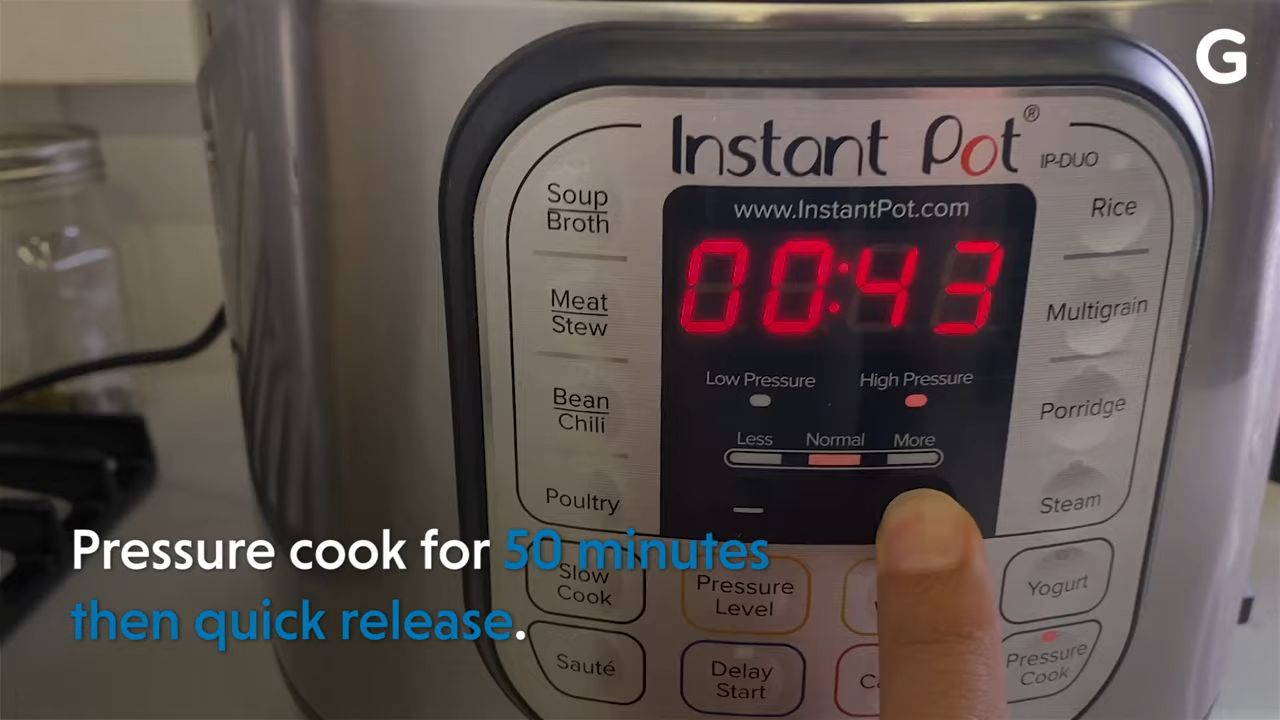 G
Instant Pot®
IP-DUO
www.InstantPot.com
00:43
Low Pressure
High Pressure
Less
Normal
More
Soup
Broth
Meat
Stew
Bean
Chili
Poultry
Rice
Multigrain
Porridge
Steam
Slow
Cook
Pressure
Level
Yogurt
Sauté
Delay
Start
Pressure
Cook
Pressure cook for 50 minutes
then quick release.